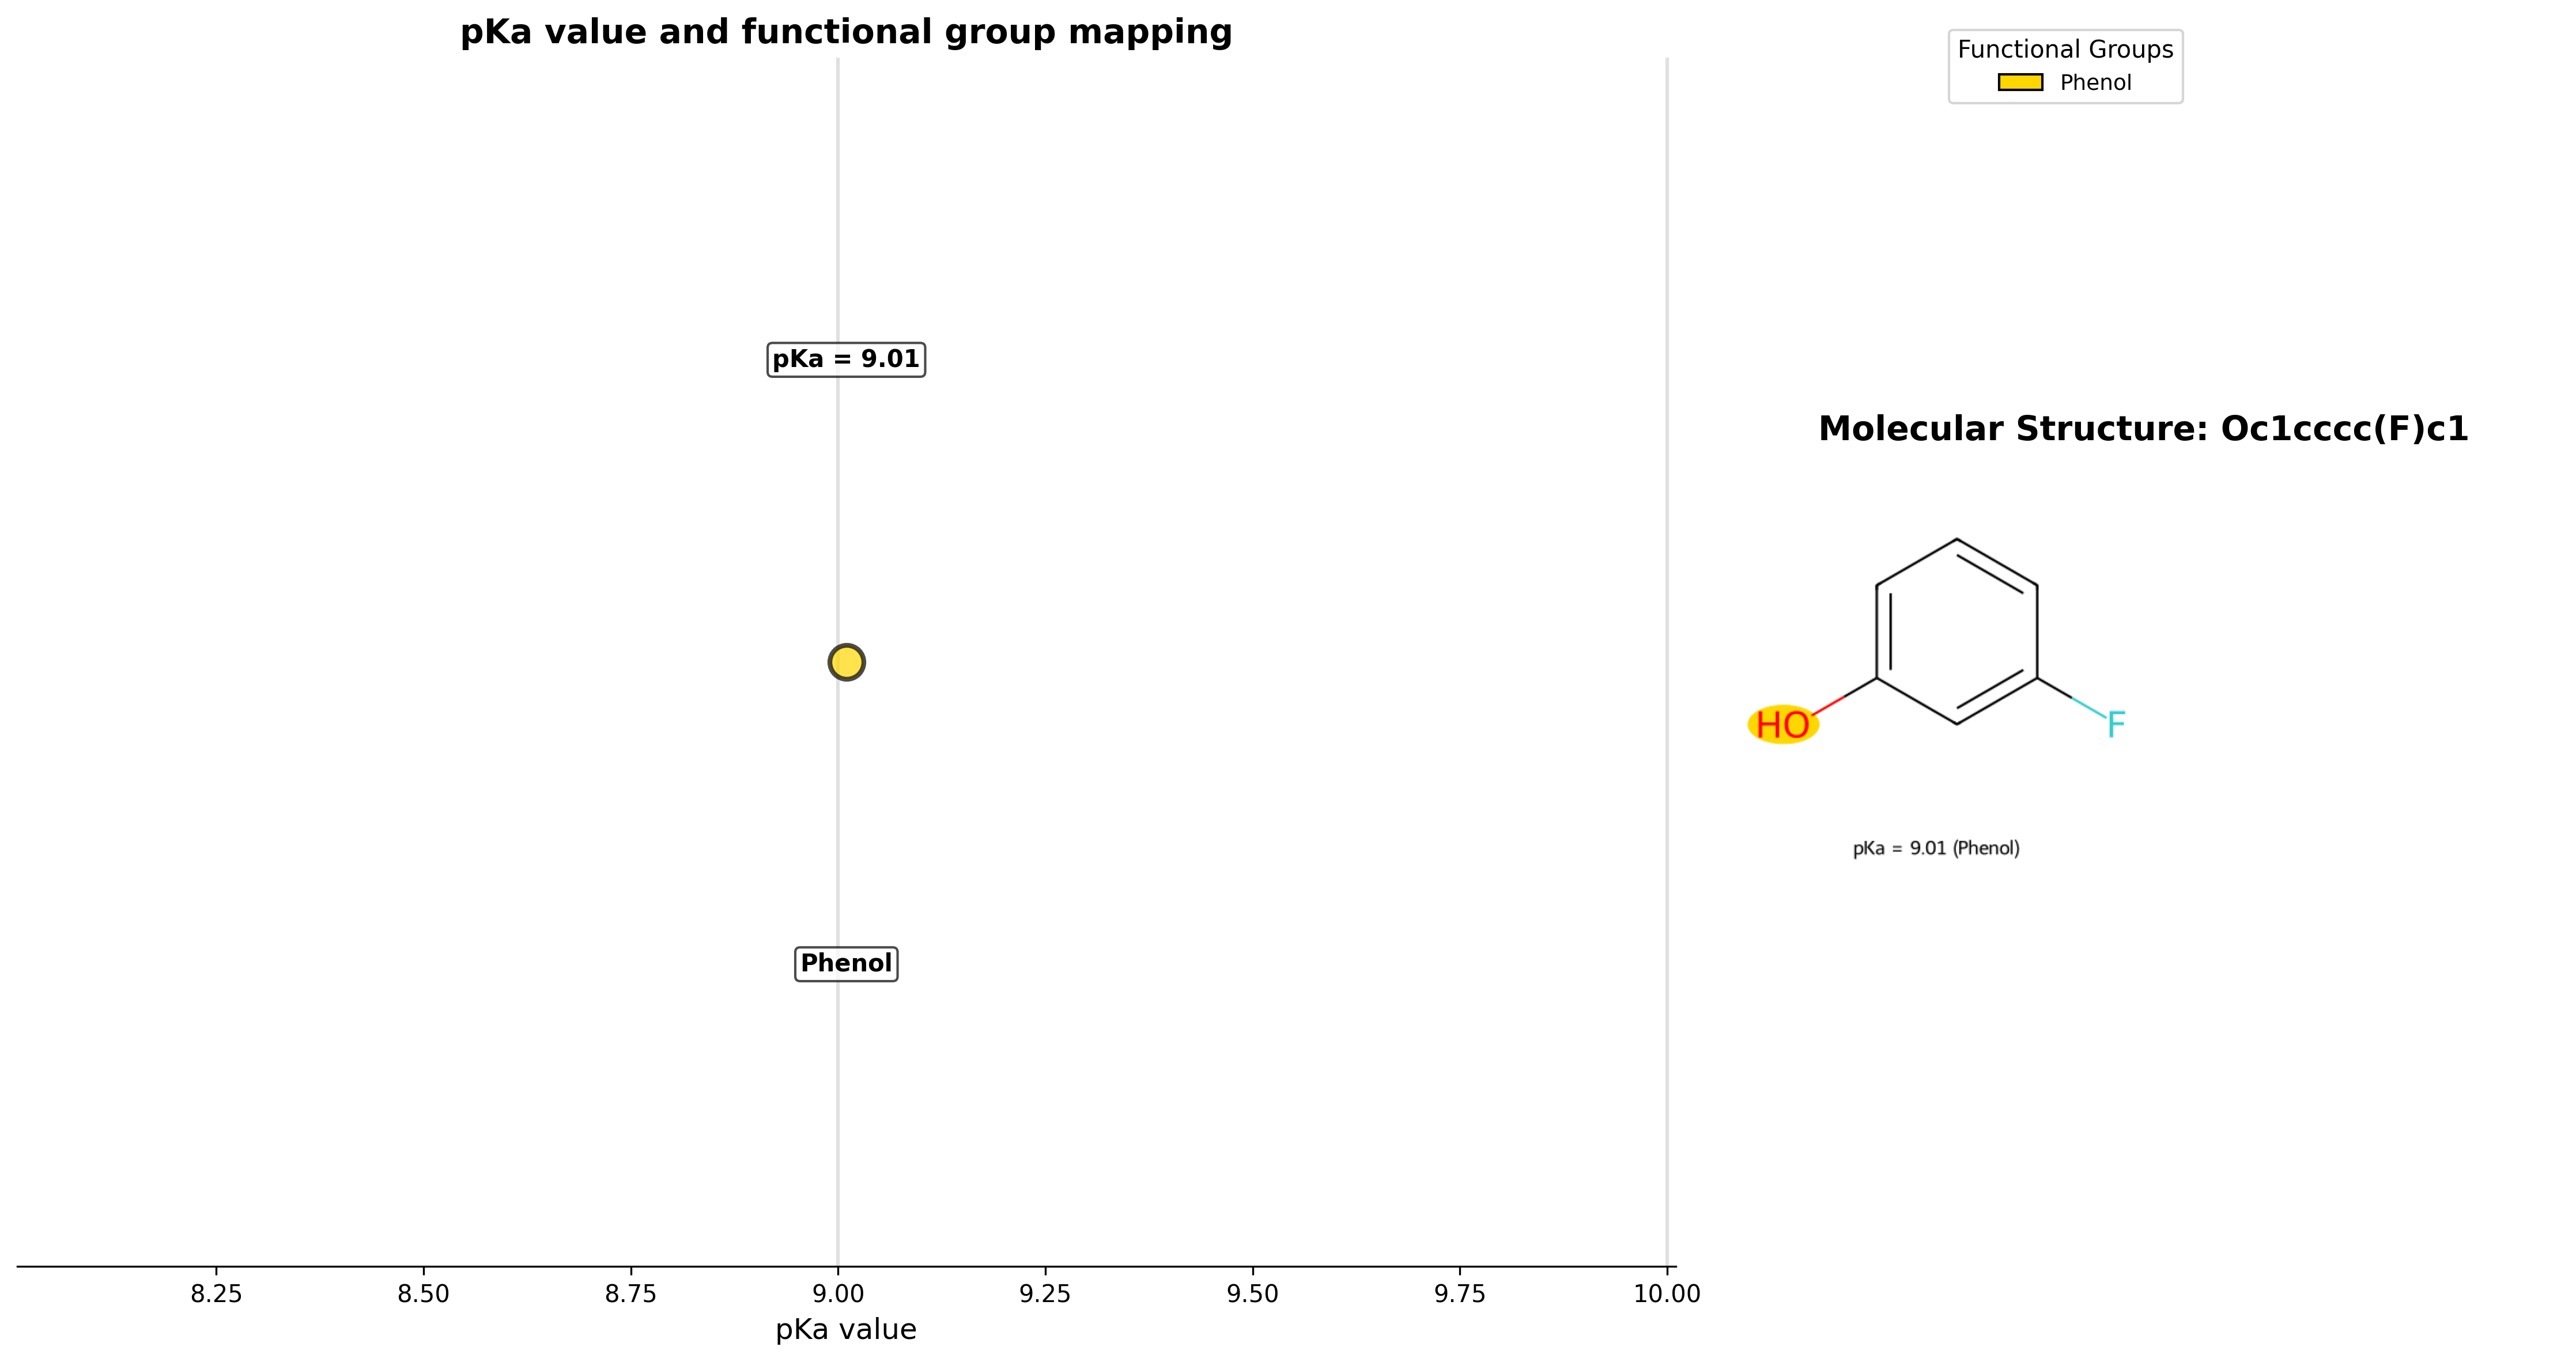 pKa value and functional group mapping
pKa = 9.01
Phenol
8.25 8.50 8.75 9.00 9.25 9.50 9.75 10.00
pKa value
Functional Groups
Phenol
Molecular Structure: Oc1cccc(F)c1
HO
F
pKa = 9.01 (Phenol)